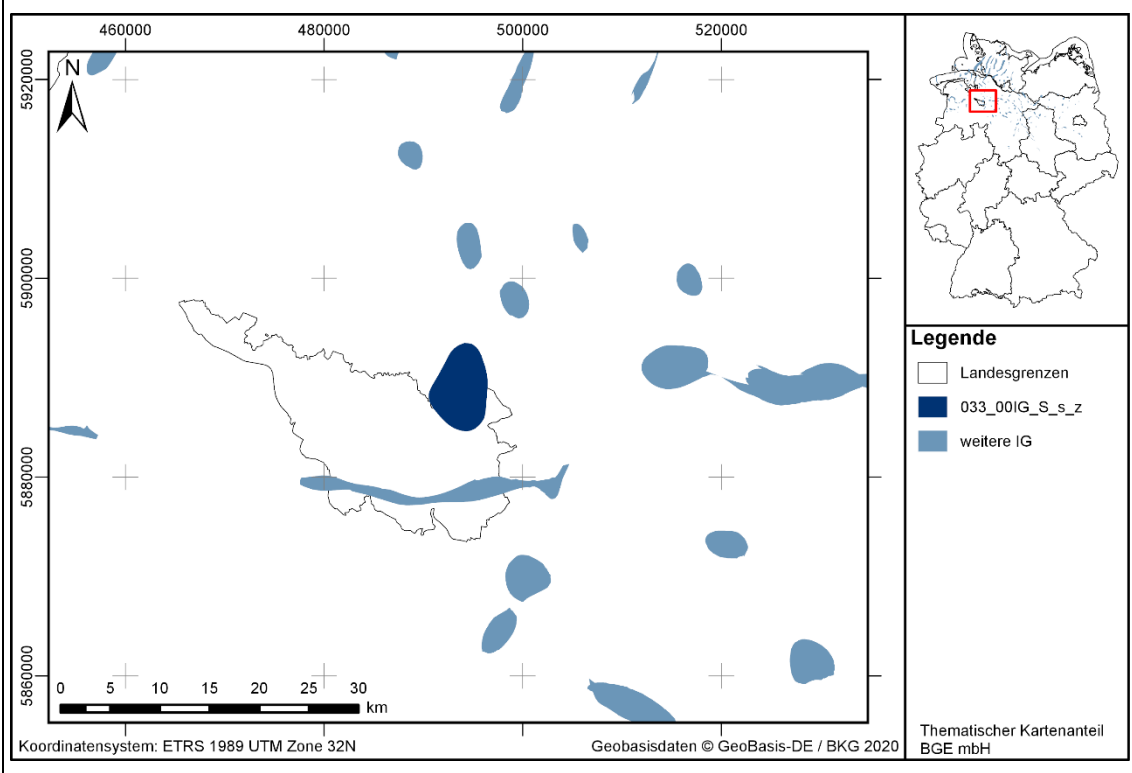 460000 480000 500000 520000
5920000
5900000
5880000
5860000
N
0 5 10 15 20 25 30
km
Koordinatensystem: ETRS 1989 UTM Zone 32N
Geobasisdaten © GeoBasis-DE / BKG 2020
Legende
Landesgrenzen
033_00IG_S_s_z
weitere IG
Thematischer Kartenanteil
BGE mbH